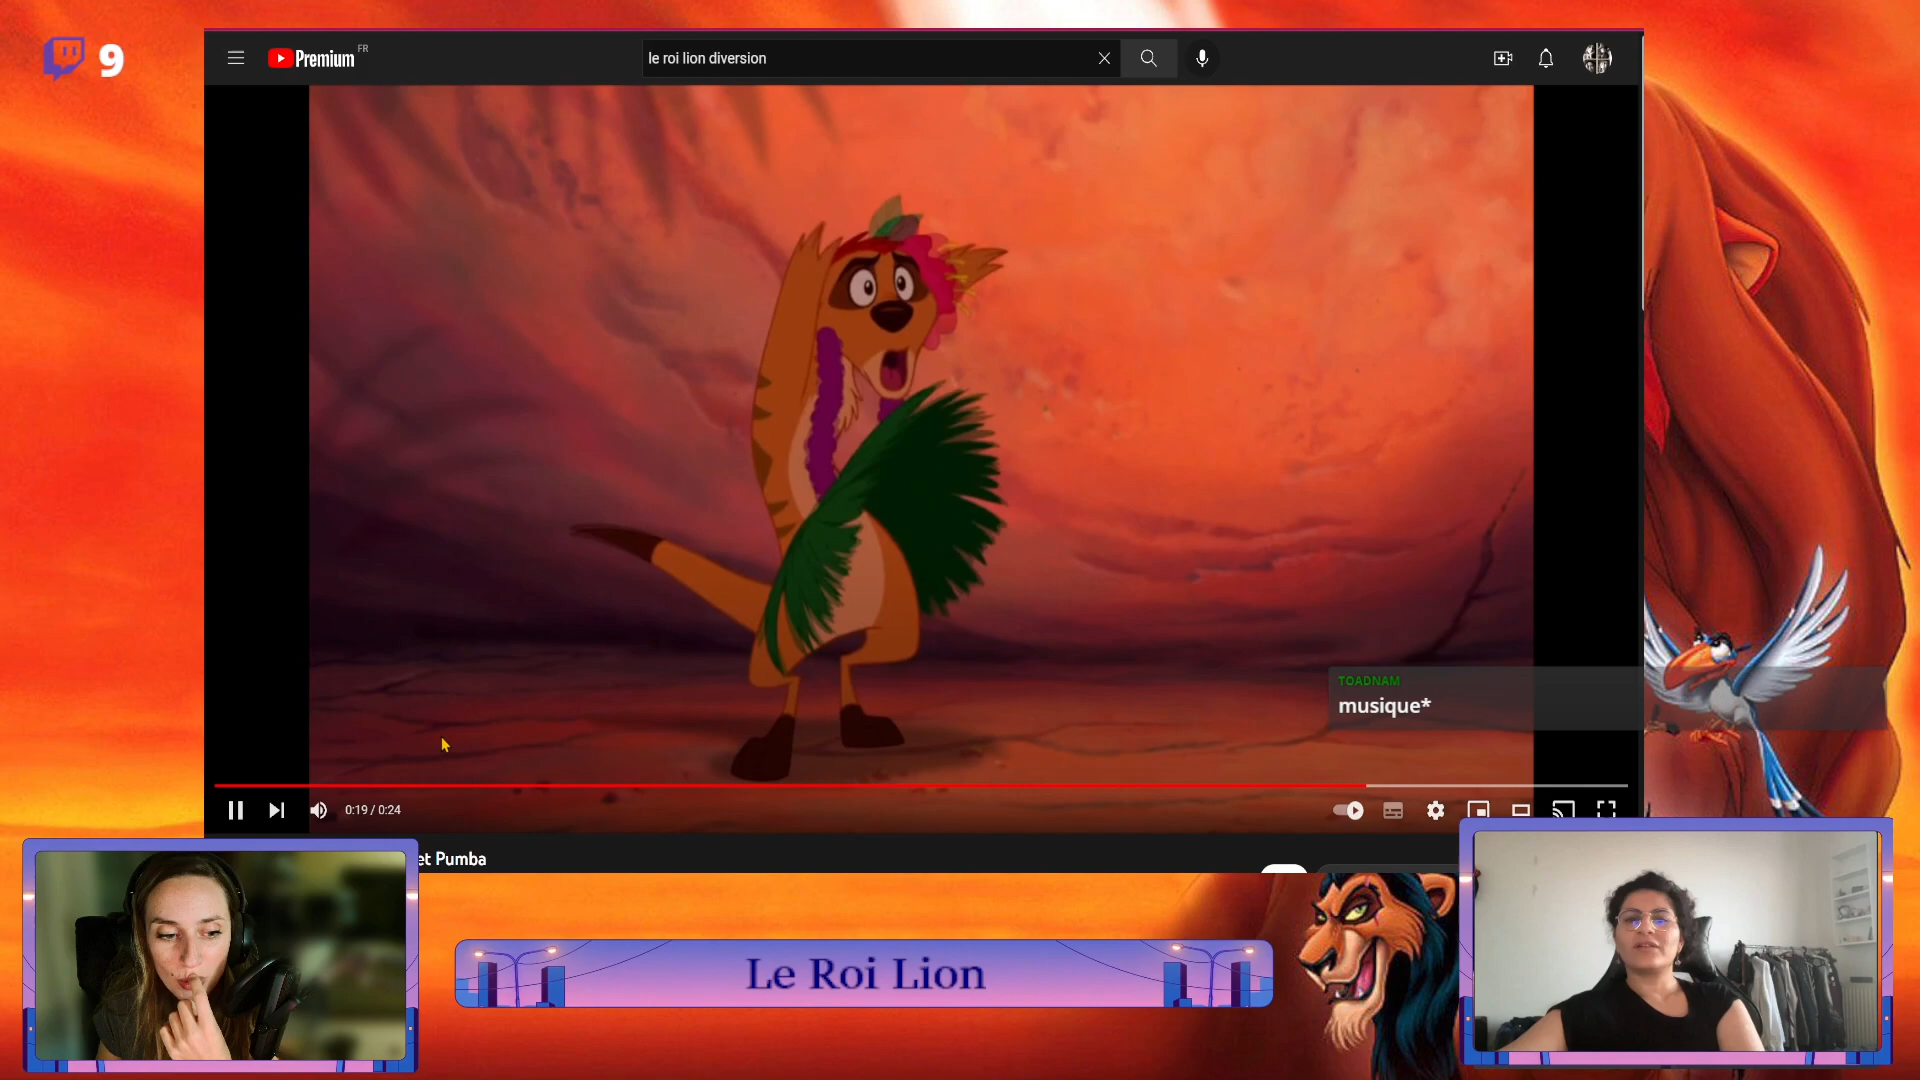 9
Premium FR
le roi lion diversion
TOADNAM
musique*
0:19 / 0:24
et Pumba
Le Roi Lion